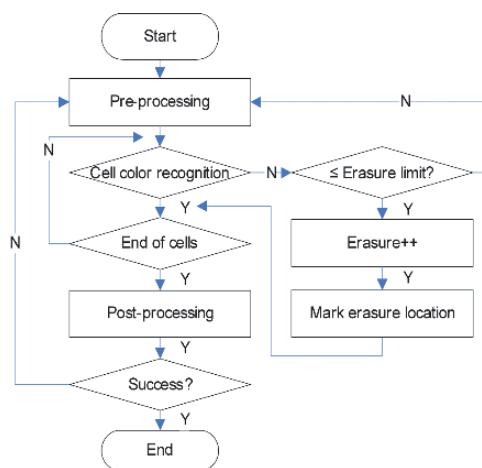 Start
Pre-processing
N
N
Cell color recognition
N
≤ Erasure limit?
Y
Y
N
End of cells
Erasure++
Y
Y
Post-processing
Mark erasure location
Y
Success?
Y
End